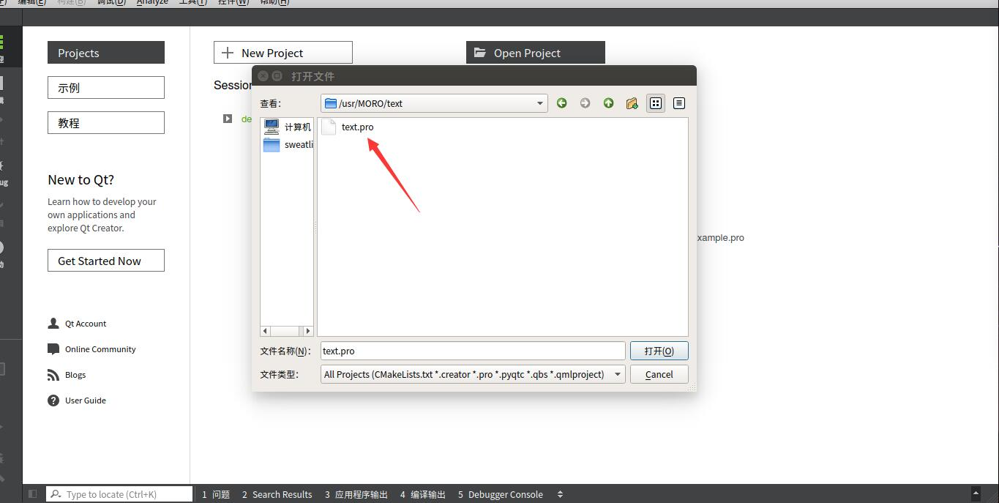 编辑(E) 构建(B) 调试(D) Analyze 工具(T) 控件(W) 帮助(H)
Projects
示例
教程
New to Qt?
Learn how to develop your
own applications and
explore Qt Creator.
Get Started Now
Qt Account
Online Community
Blogs
User Guide
New Project
Open Project
Session
de
打开文件
查看:
/usr/MORO/text
计算机
sweatli
text.pro
文件名称(N):
text.pro
打开(O)
文件类型:
All Projects (CMakeLists.txt *.creator *.pro *.pyqtc *.qbs *.qmlproject)
Cancel
xample.pro
ug
Type to locate (Ctrl+K)
1 问题 2 Search Results 3 应用程序输出 4 编译输出 5 Debugger Console